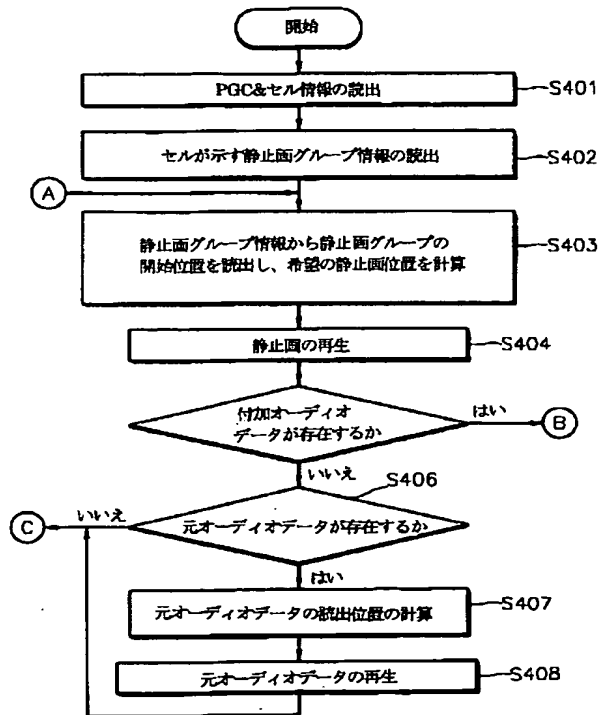 開始
PGC&セル情報の読出
S401
セルが示す静止画グループ情報の読出
S402
A
静止画グループ情報から静止画グループの
開始位置を読出し、希望の静止画位置を計算
S403
静止画の再生
S404
付加オーディオ
データが存在するか
はい
B
いいえ
S406
元オーディオデータが存在するか
いいえ
C
はい
元オーディオデータの読出位置の計算
S407
元オーディオデータの再生
S408